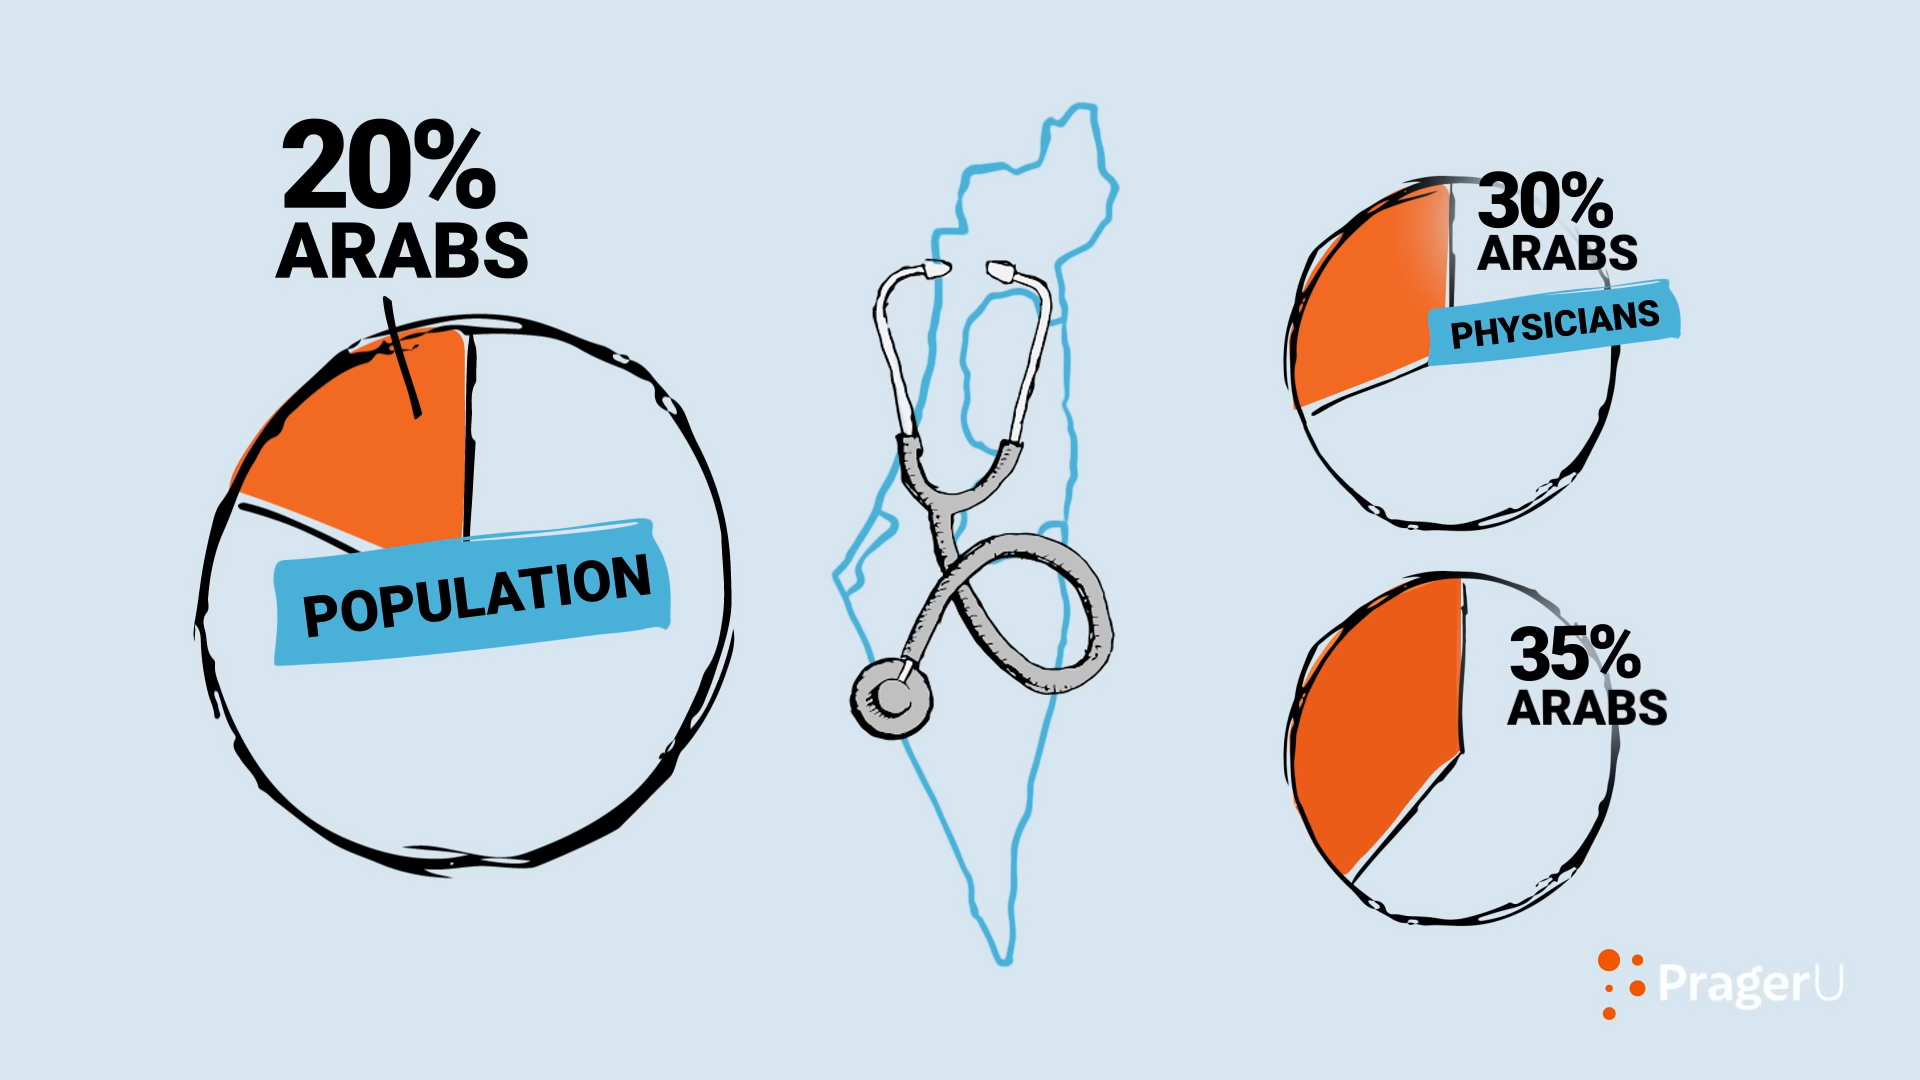 20%
ARABS
POPULATION
30%
ARABS
PHYSICIANS
35%
ARABS
PragerU